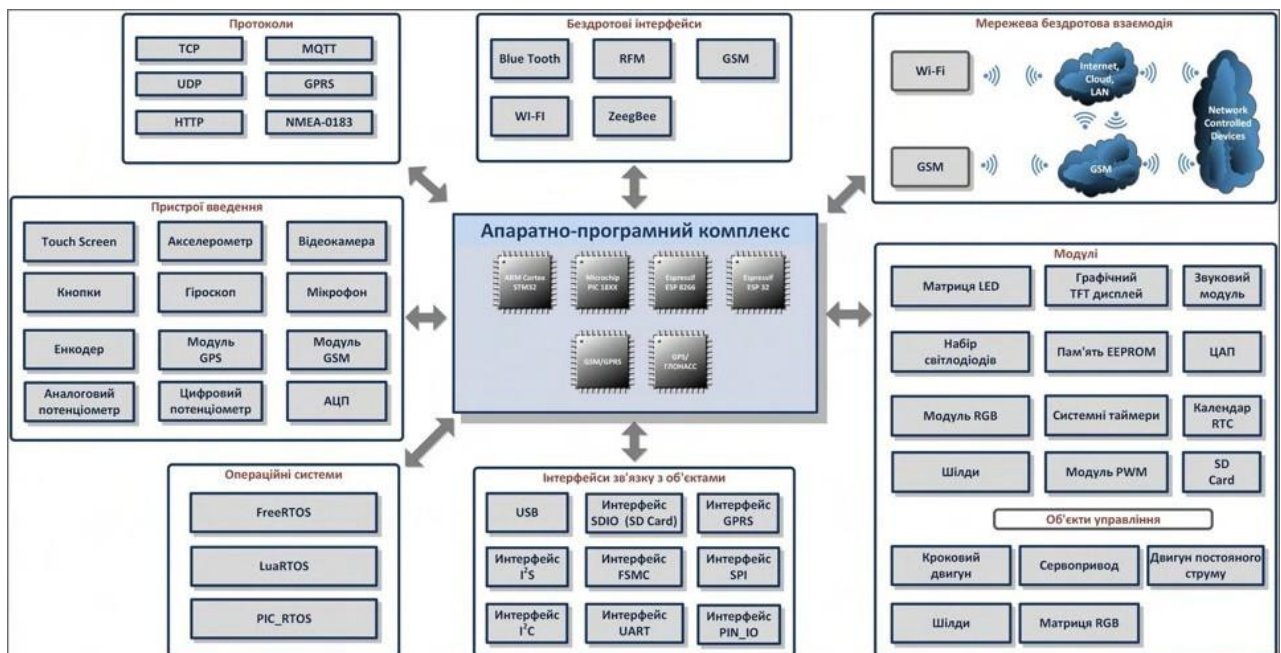 Протоколи
TCP
MQTT
UDP
GPRS
HTTP
NMEA-0183
Бездротові інтерфейси
Blue Tooth
RFM
GSM
WI-FI
ZeegBee
Мережева бездротова взаємодія
Wi-Fi
Internet,
Cloud,
LAN
Network
Controlled
Devices
GSM
GSM
Пристрої введення
Touch Screen
Акселерометр
Відеокамера
Кнопки
Гіроскоп
Мікрофон
Енкодер
Модуль
GPS
Модуль
GSM
Аналоговий
потенціометр
Цифровий
потенціометр
АЦП
Апаратно-програмний комплекс
ARM Cortex
STM32
Microchip
PIC 18XX
Espressif
ESP 8266
Espressif
ESP 32
GSM/GPRS
GPS/
ГЛОНАСС
Модулі
Матриця LED
Графічний
TFT дисплей
Звуковий
модуль
Набір
світлодіодів
Пам'ять EEPROM
ЦАП
Модуль RGB
Системні таймери
Календар
RTC
Шілди
Модуль PWM
SD
Card
Об'єкти управління
Кроковий
двигун
Сервопривод
Двигун постояного
струму
Шілди
Матриця RGB
Операційні системи
FreeRTOS
LuaRTOS
PIC_RTOS
Інтерфейси зв'язку з об'єктами
USB
Интерфейс
SDIO (SD Card)
Интерфейс
GPRS
Интерфейс
I²S
Интерфейс
FSMC
Интерфейс
SPI
Интерфейс
I²C
Интерфейс
UART
Интерфейс
PIN_IO